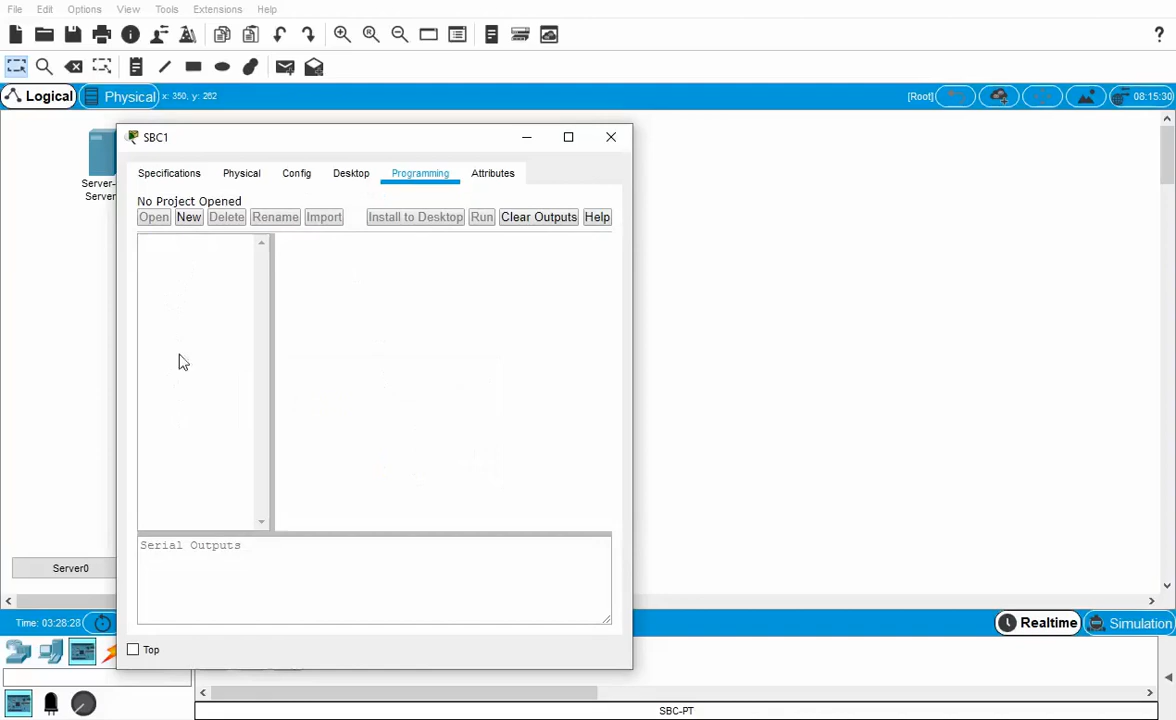 File Edit Options View Tools Extensions Help
?
Logical Physical x: 350, y: 262 [Root] 08:15:30
SBC1
Specifications Physical Config Desktop Programming Attributes
No Project Opened
Open New Delete Rename Import Install to Desktop Run Clear Outputs Help
Server-
Server
Serial Outputs
Server0
Time: 03:28:28 Realtime Simulation
Top
SBC-PT